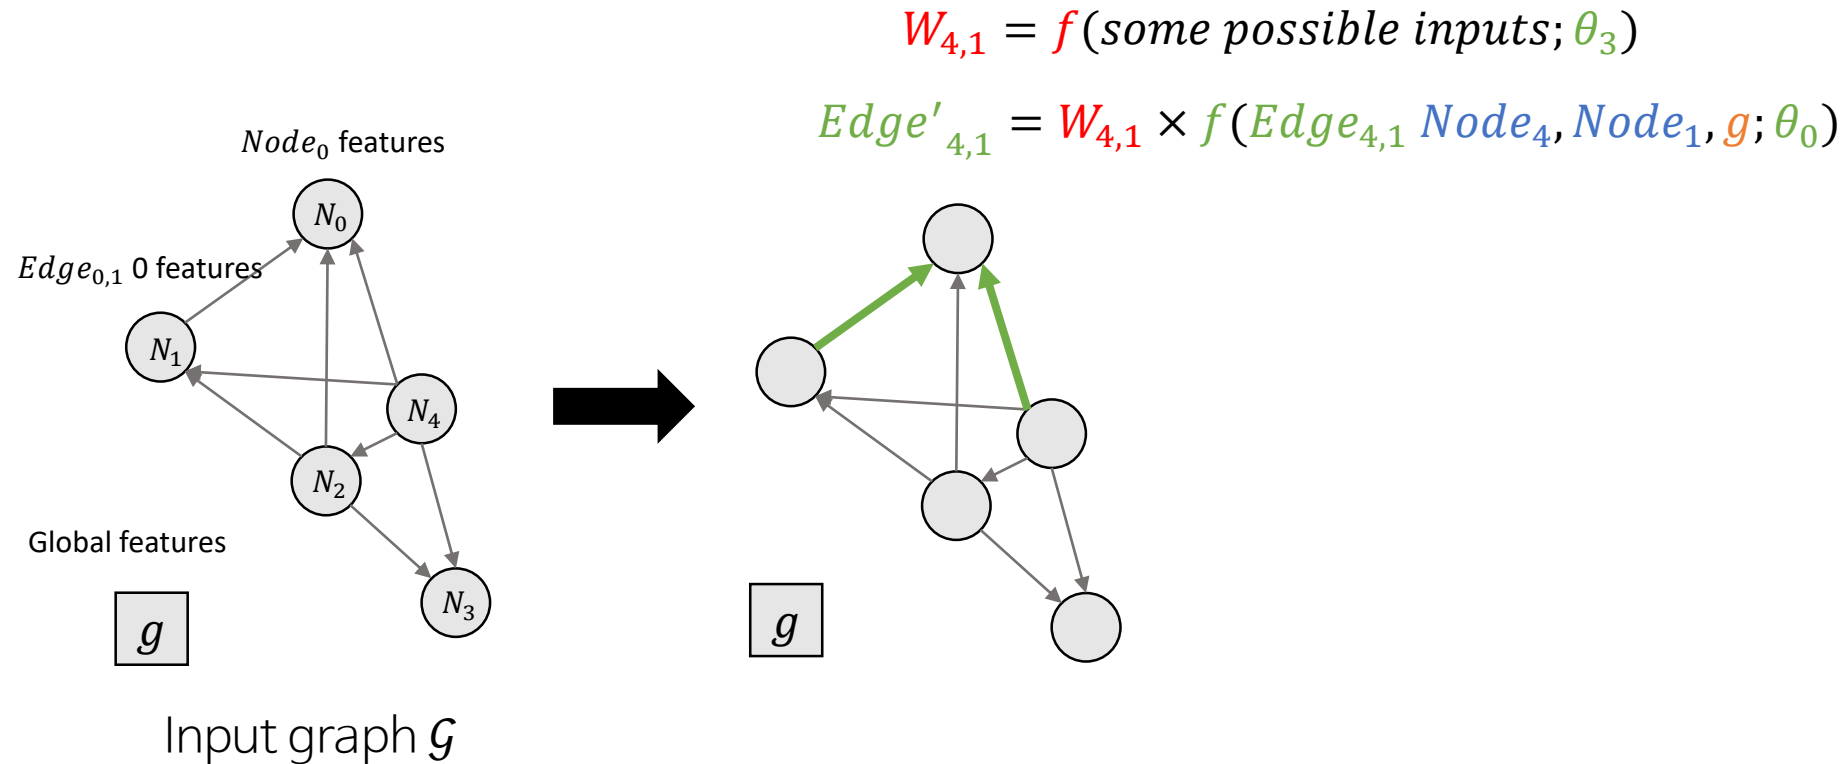 W₄,₁ = f(some possible inputs; θ₃)
Edge'₄,₁ = W₄,₁ × f(Edge₄,₁ Node₄, Node₁, g; θ₀)
Node₀ features
N₀
Edge₀,₁ 0 features
N₁
N₄
N₂
Global features
N₃
g
g
Input graph 𝒢